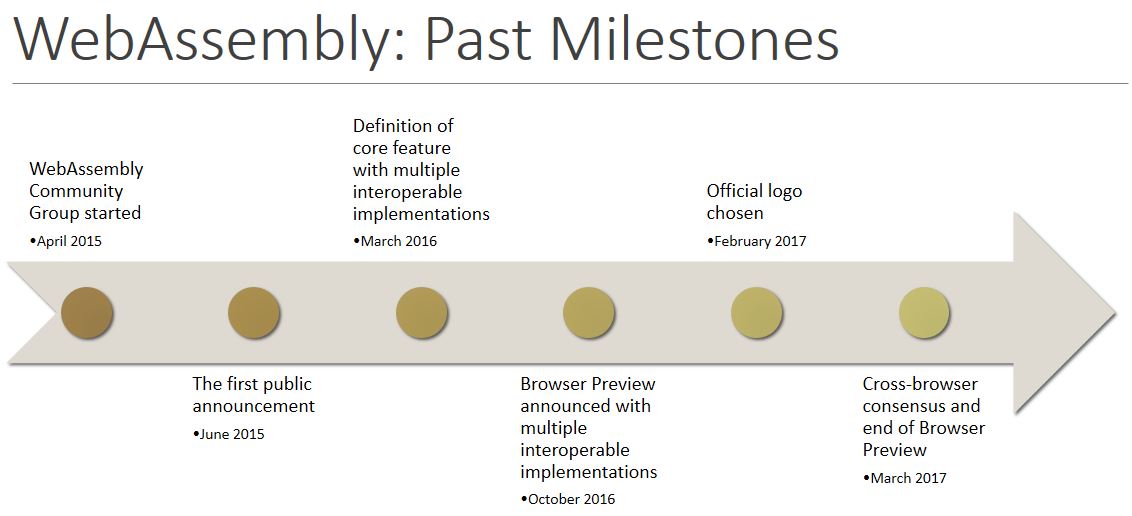 WebAssembly: Past Milestones
WebAssembly
Community
Group started
•April 2015
The first public
announcement
•June 2015
Definition of
core feature
with multiple
interoperable
implementations
•March 2016
Browser Preview
announced with
multiple
interoperable
implementations
•October 2016
Official logo
chosen
•February 2017
Cross-browser
consensus and
end of Browser
Preview
•March 2017